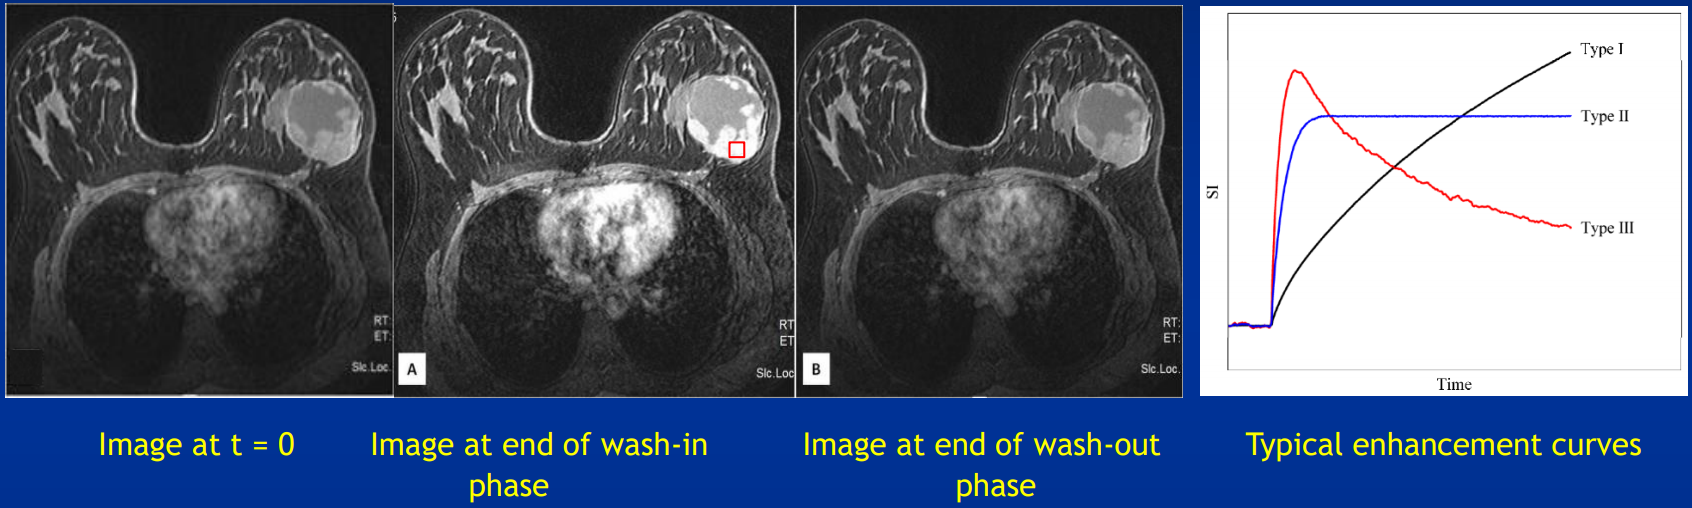 RT:
ET:
Slc.Loc.
A
RT
ET
Slc.Loc
B
RT:
ET:
Slc.Loc.
SI
Type I
Type II
Type III
Time
Image at t = 0
Image at end of wash-in
phase
Image at end of wash-out
phase
Typical enhancement curves